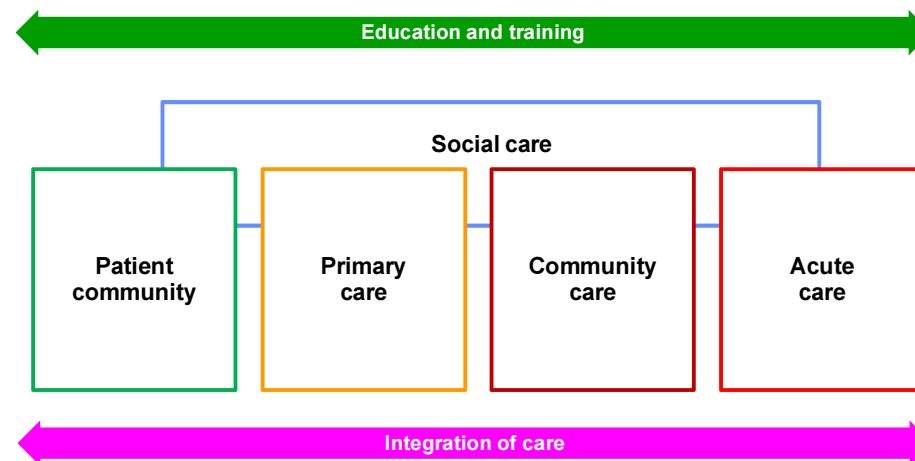 Education and training
Social care
Patient
community
Primary
care
Community
care
Acute
care
Integration of care